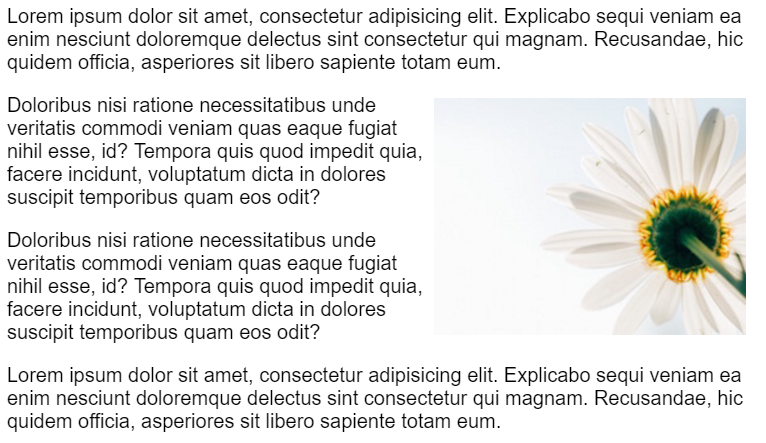 Lorem ipsum dolor sit amet, consectetur adipisicing elit. Explicabo sequi veniam ea
enim nesciunt doloremque delectus sint consectetur qui magnam. Recusandae, hic
quidem officia, asperiores sit libero sapiente totam eum.
Doloribus nisi ratione necessitatibus unde
veritatis commodi veniam quas eaque fugiat
nihil esse, id? Tempora quis quod impedit quia,
facere incidunt, voluptatum dicta in dolores
suscipit temporibus quam eos odit?
Doloribus nisi ratione necessitatibus unde
veritatis commodi veniam quas eaque fugiat
nihil esse, id? Tempora quis quod impedit quia,
facere incidunt, voluptatum dicta in dolores
suscipit temporibus quam eos odit?
Lorem ipsum dolor sit amet, consectetur adipisicing elit. Explicabo sequi veniam ea
enim nesciunt doloremque delectus sint consectetur qui magnam. Recusandae, hic
quidem officia, asperiores sit libero sapiente totam eum.